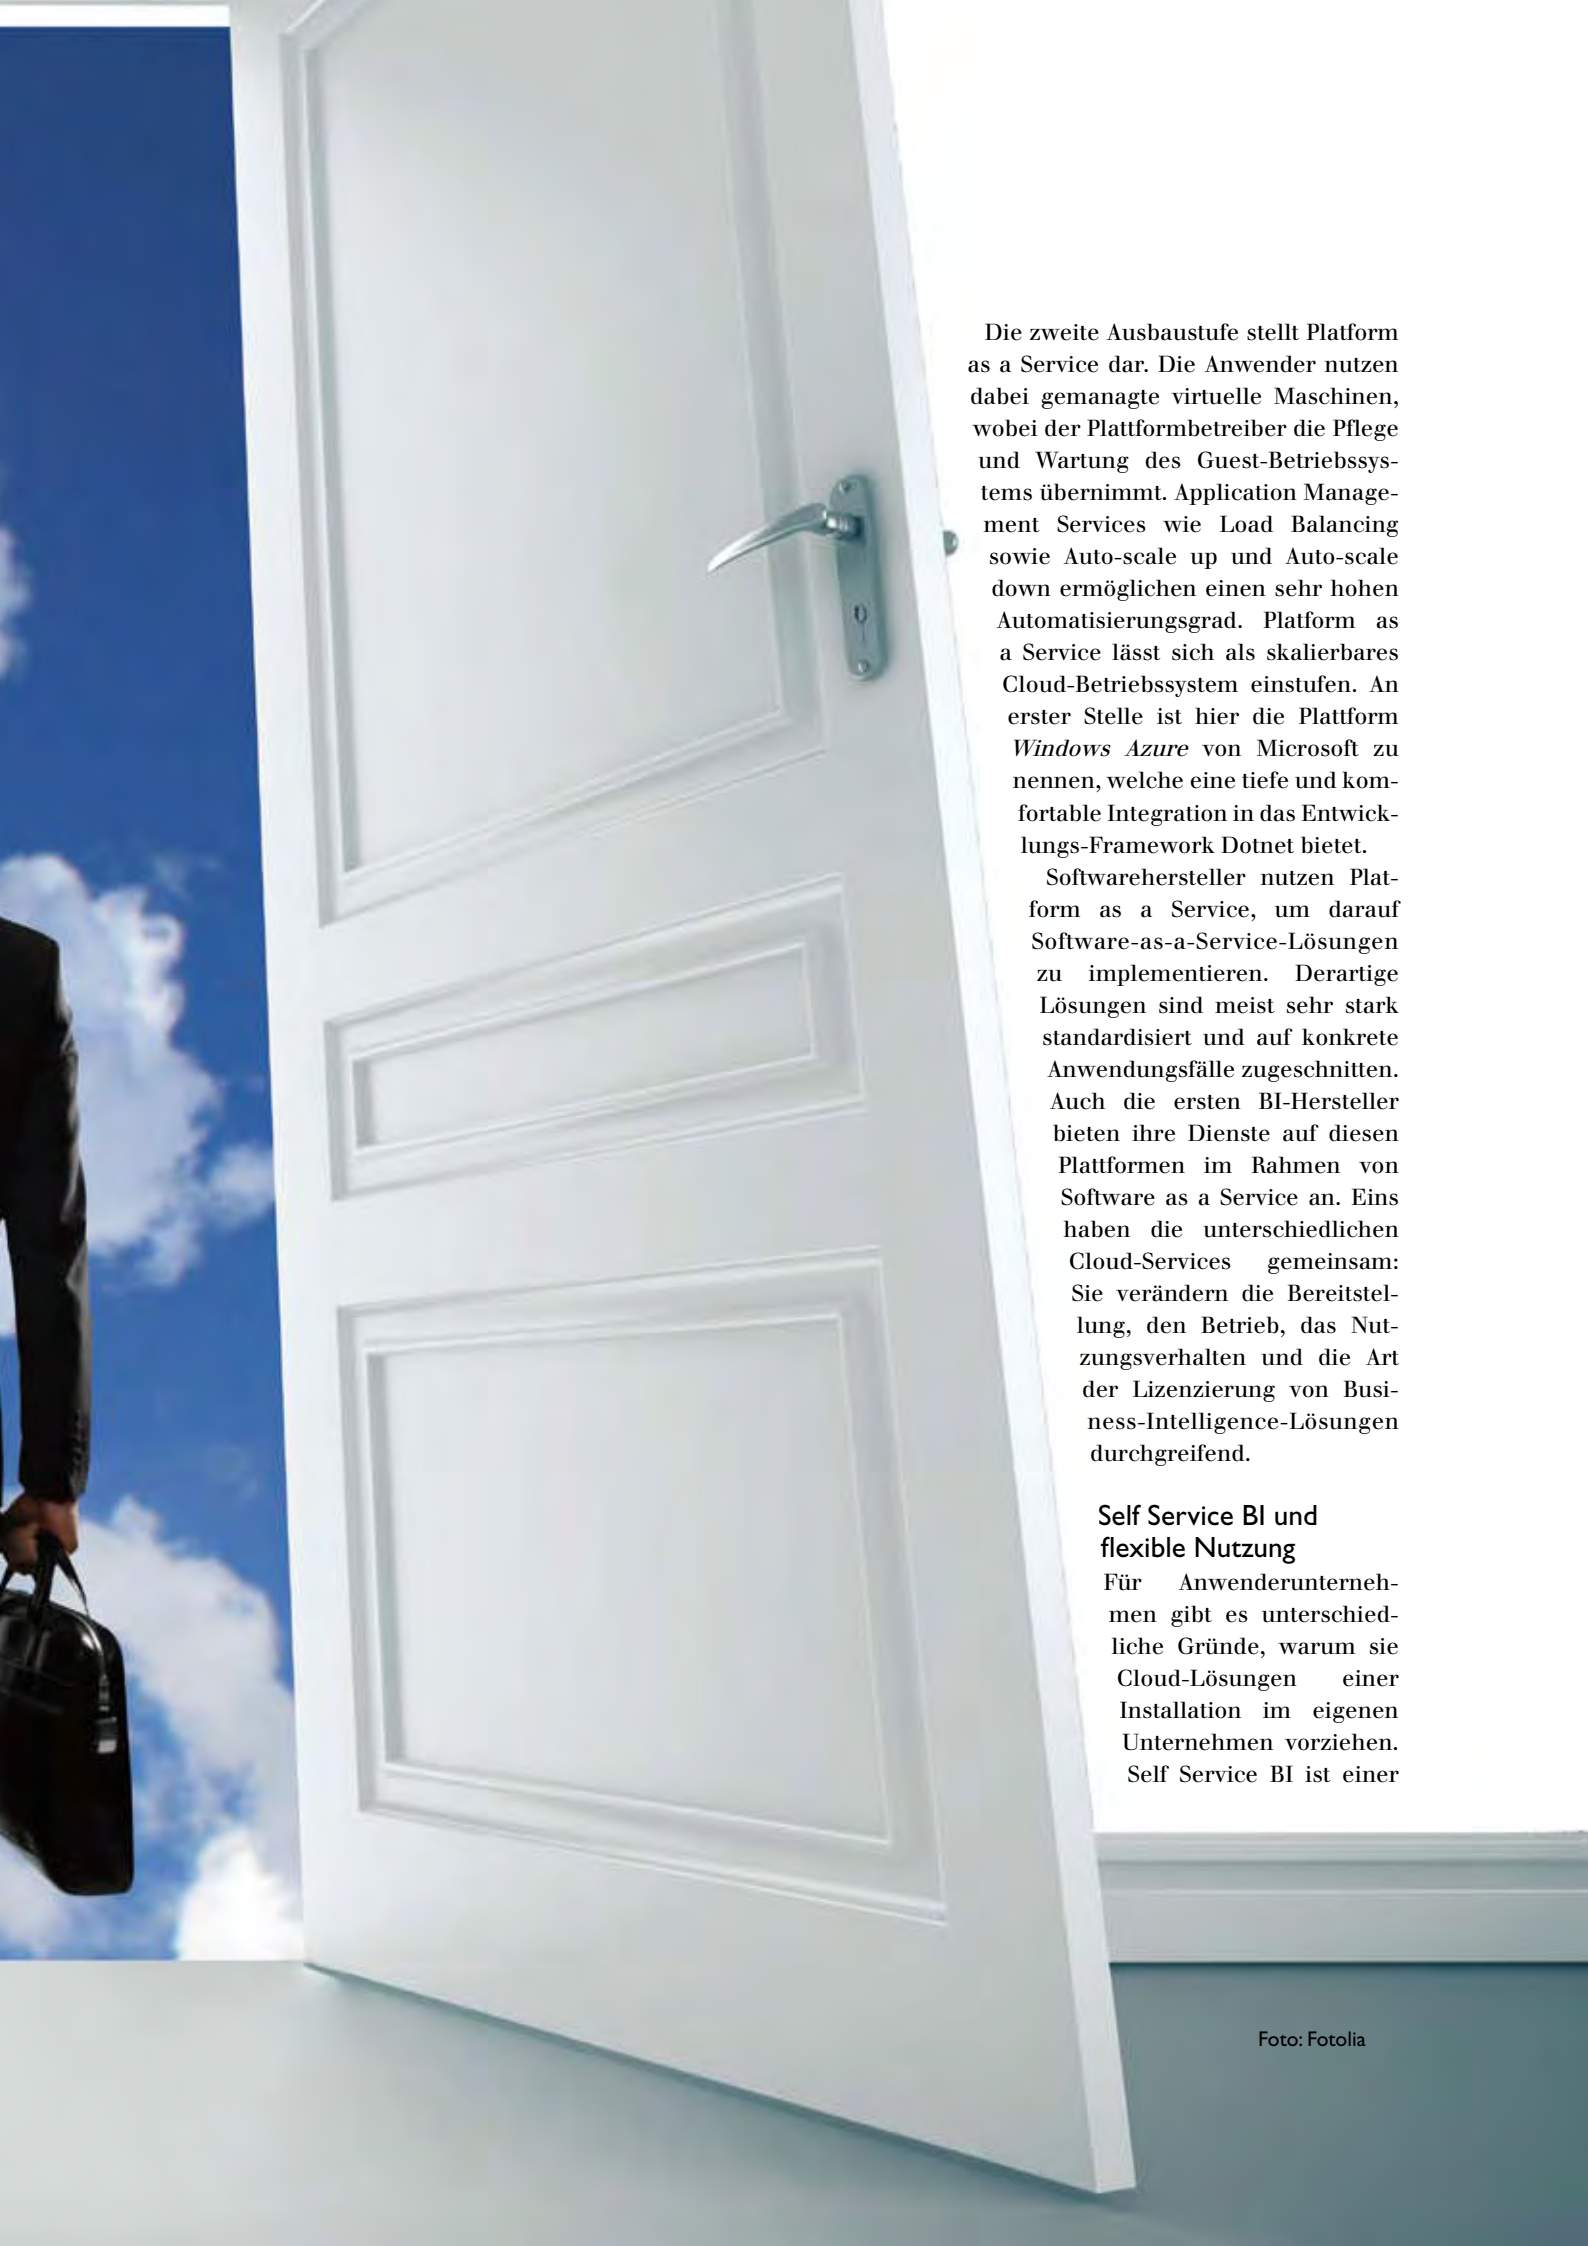 Die zweite Ausbaustufe stellt Platform
as a Service dar. Die Anwender nutzen
dabei gemanagte virtuelle Maschinen,
wobei der Plattformbetreiber die Pflege
und Wartung des Guest-Betriebssys-
tems übernimmt. Application Manage-
ment Services wie Load Balancing
sowie Auto-scale up und Auto-scale
down ermöglichen einen sehr hohen
Automatisierungsgrad. Platform as
a Service lässt sich als skalierbares
Cloud-Betriebssystem einstufen. An
erster Stelle ist hier die Plattform
Windows Azure von Microsoft zu
nennen, welche eine tiefe und kom-
fortable Integration in das Entwick-
lungs-Framework Dotnet bietet.
Softwarehersteller nutzen Plat-
form as a Service, um darauf
Software-as-a-Service-Lösungen
zu implementieren. Derartige
Lösungen sind meist sehr stark
standardisiert und auf konkrete
Anwendungsfälle zugeschnitten.
Auch die ersten BI-Hersteller
bieten ihre Dienste auf diesen
Plattformen im Rahmen von
Software as a Service an. Eins
haben die unterschiedlichen
Cloud-Services gemeinsam:
Sie verändern die Bereitstel-
lung, den Betrieb, das Nut-
zungsverhalten und die Art
der Lizenzierung von Busi-
ness-Intelligence-Lösungen
durchgreifend.
Self Service BI und
flexible Nutzung
Für Anwenderunterneh-
men gibt es unterschied-
liche Gründe, warum sie
Cloud-Lösungen einer
Installation im eigenen
Unternehmen vorziehen.
Self Service BI ist einer
Foto: Fotolia